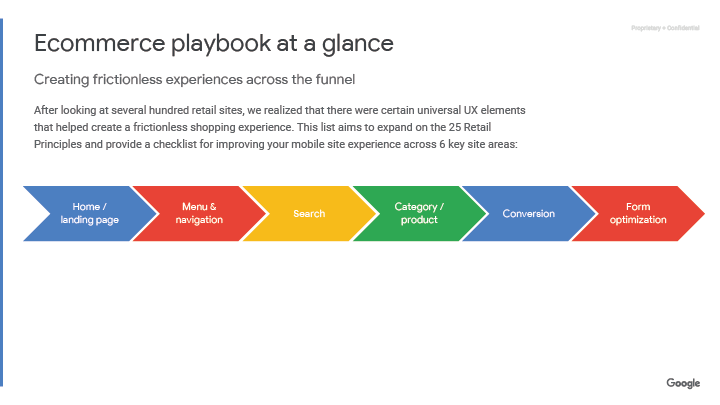 Proprietary + Confidential
Ecommerce playbook at a glance
Creating frictionless experiences across the funnel
After looking at several hundred retail sites, we realized that there were certain universal UX elements
that helped create a frictionless shopping experience. This list aims to expand on the 25 Retail
Principles and provide a checklist for improving your mobile site experience across 6 key site areas:
Home /
landing page
Menu &
navigation
Search
Category /
product
Conversion
Form
optimization
Google